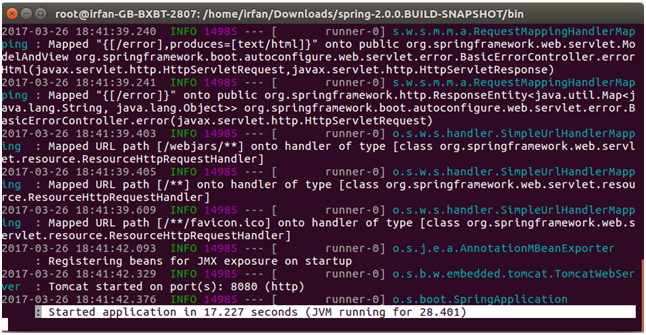 root@irfan-GB-BXBT-2807: /home/irfan/Downloads/spring-2.0.0.BUILD-SNAPSHOT/bin
2017-03-26 18:41:39.240  INFO 14985 --- [       runner-0] s.w.s.m.m.a.RequestMappingHandlerMap
ping : Mapped "{[/error],produces=[text/html]}" onto public org.springframework.web.servlet.Mo
delAndView org.springframework.boot.autoconfigure.web.servlet.error.BasicErrorController.error
Html(javax.servlet.http.HttpServletRequest,javax.servlet.http.HttpServletResponse)
2017-03-26 18:41:39.241  INFO 14985 --- [       runner-0] s.w.s.m.m.a.RequestMappingHandlerMap
ping : Mapped "{[/error]}" onto public org.springframework.http.ResponseEntity<java.util.Map<j
ava.lang.String, java.lang.Object>> org.springframework.boot.autoconfigure.web.servlet.error.B
asicErrorController.error(javax.servlet.http.HttpServletRequest)
2017-03-26 18:41:39.403  INFO 14985 --- [       runner-0] o.s.w.s.handler.SimpleUrlHandlerMapp
ing  : Mapped URL path [/webjars/**] onto handler of type [class org.springframework.web.servl
et.resource.ResourceHttpRequestHandler]
2017-03-26 18:41:39.405  INFO 14985 --- [       runner-0] o.s.w.s.handler.SimpleUrlHandlerMapp
ing  : Mapped URL path [/**] onto handler of type [class org.springframework.web.servlet.resou
rce.ResourceHttpRequestHandler]
2017-03-26 18:41:39.609  INFO 14985 --- [       runner-0] o.s.w.s.handler.SimpleUrlHandlerMapp
ing  : Mapped URL path [/**/favicon.ico] onto handler of type [class org.springframework.web.s
ervlet.resource.ResourceHttpRequestHandler]
2017-03-26 18:41:42.093  INFO 14985 --- [       runner-0] o.s.j.e.a.AnnotationMBeanExporter
     : Registering beans for JMX exposure on startup
2017-03-26 18:41:42.329  INFO 14985 --- [       runner-0] o.s.b.w.embedded.tomcat.TomcatWebSer
ver  : Tomcat started on port(s): 8080 (http)
2017-03-26 18:41:42.376  INFO 14985 --- [       runner-0] o.s.boot.SpringApplication
     : Started application in 17.227 seconds (JVM running for 28.401)